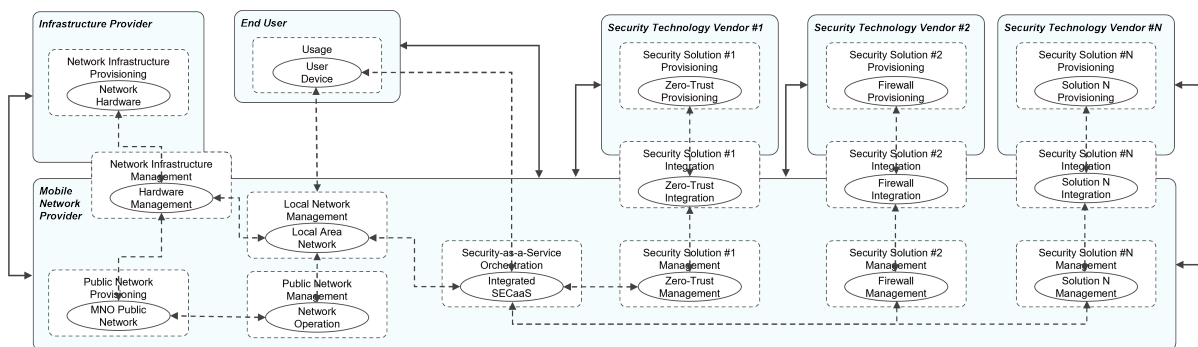 Infrastructure Provider
Network Infrastructure
Provisioning
Network
Hardware
End User
Usage
User
Device
Security Technology Vendor #1
Security Solution #1
Provisioning
Zero-Trust
Provisioning
Security Technology Vendor #2
Security Solution #2
Provisioning
Firewall
Provisioning
Security Technology Vendor #N
Security Solution #N
Provisioning
Solution N
Provisioning
Network Infrastructure
Management
Hardware
Management
Security Solution #1
Integration
Zero-Trust
Integration
Security Solution #2
Integration
Firewall
Integration
Security Solution #N
Integration
Solution N
Integration
Mobile
Network
Provider
Local Network
Management
Local Area
Network
Security-as-a-Service
Orchestration
Integrated
SECaaS
Security Solution #1
Management
Zero-Trust
Management
Security Solution #2
Management
Firewall
Management
Security Solution #N
Management
Solution N
Management
Public Network
Provisioning
MNO Public
Network
Public Network
Management
Network
Operation